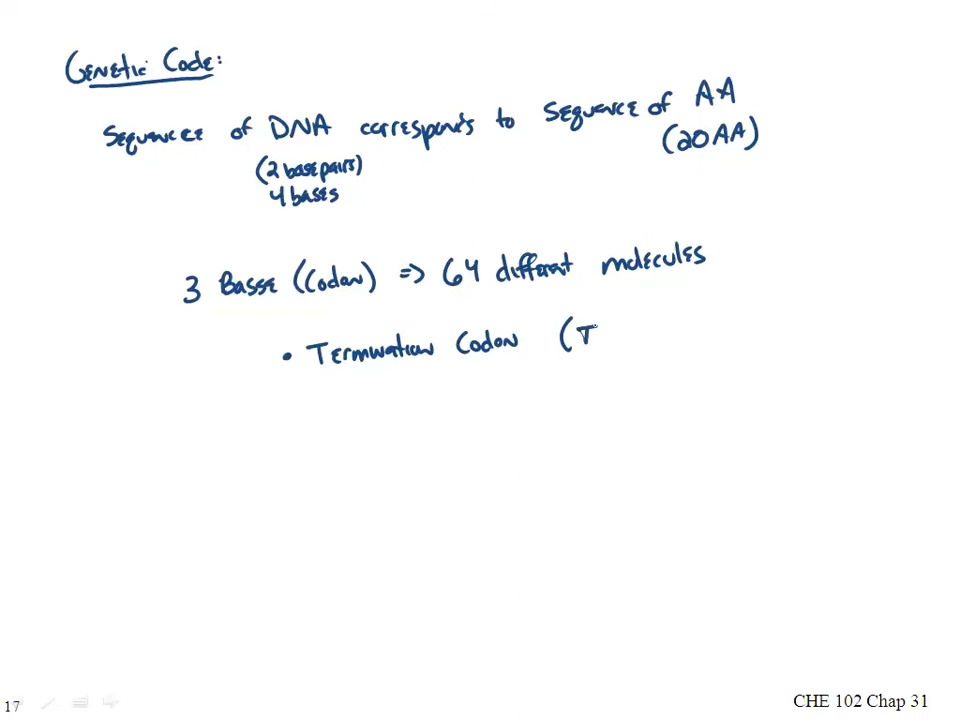 Genetic Code:
Sequence of DNA corresponds to Sequence of AA
(2 base pairs) (20 AA)
4 bases
3 Basse (Codon) => 64 different molecules
• Termination Codon (T
17 CHE 102 Chap 31